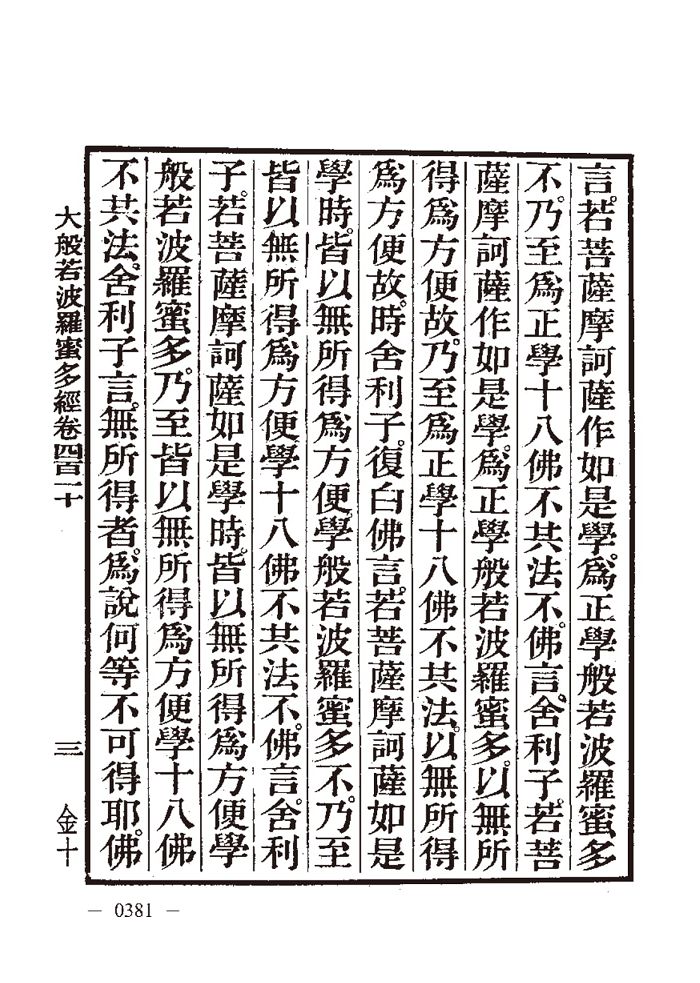 言。若菩薩摩訶薩作如是學。爲正學般若波羅蜜多
不。乃至爲正學十八佛不共法不。佛言。舍利子。若菩
薩摩訶薩作如是學。爲正學般若波羅蜜多。以無所
得爲方便故。乃至爲正學十八佛不共法。以無所得
爲方便故。時舍利子。復白佛言。若菩薩摩訶薩如是
學時。皆以無所得爲方便。學般若波羅蜜多不。乃至
皆以無所得爲方便。學十八佛不共法不。佛言。舍利
子。若菩薩摩訶薩如是學時。皆以無所得爲方便學
般若波羅蜜多。乃至皆以無所得爲方便學十八佛
不共法。舍利子言。無所得者。爲說何等不可得耶。佛
大般若波羅蜜多經卷四百一十 三 金十
— 0381 —